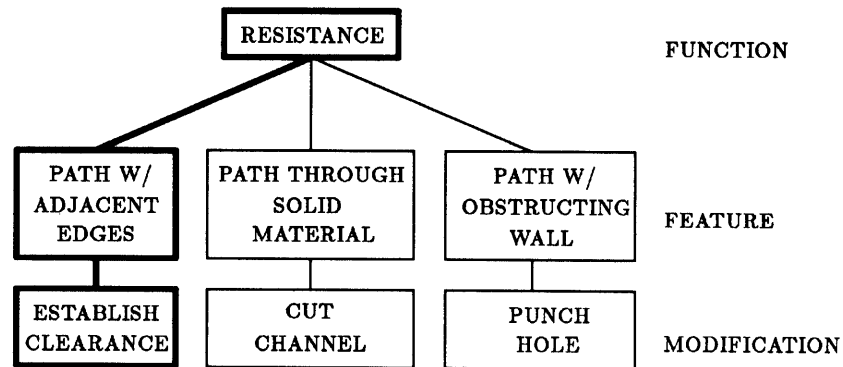 RESISTANCE
FUNCTION
PATH W/
ADJACENT
EDGES
PATH THROUGH
SOLID
MATERIAL
PATH W/
OBSTRUCTING
WALL
FEATURE
ESTABLISH
CLEARANCE
CUT
CHANNEL
PUNCH
HOLE
MODIFICATION